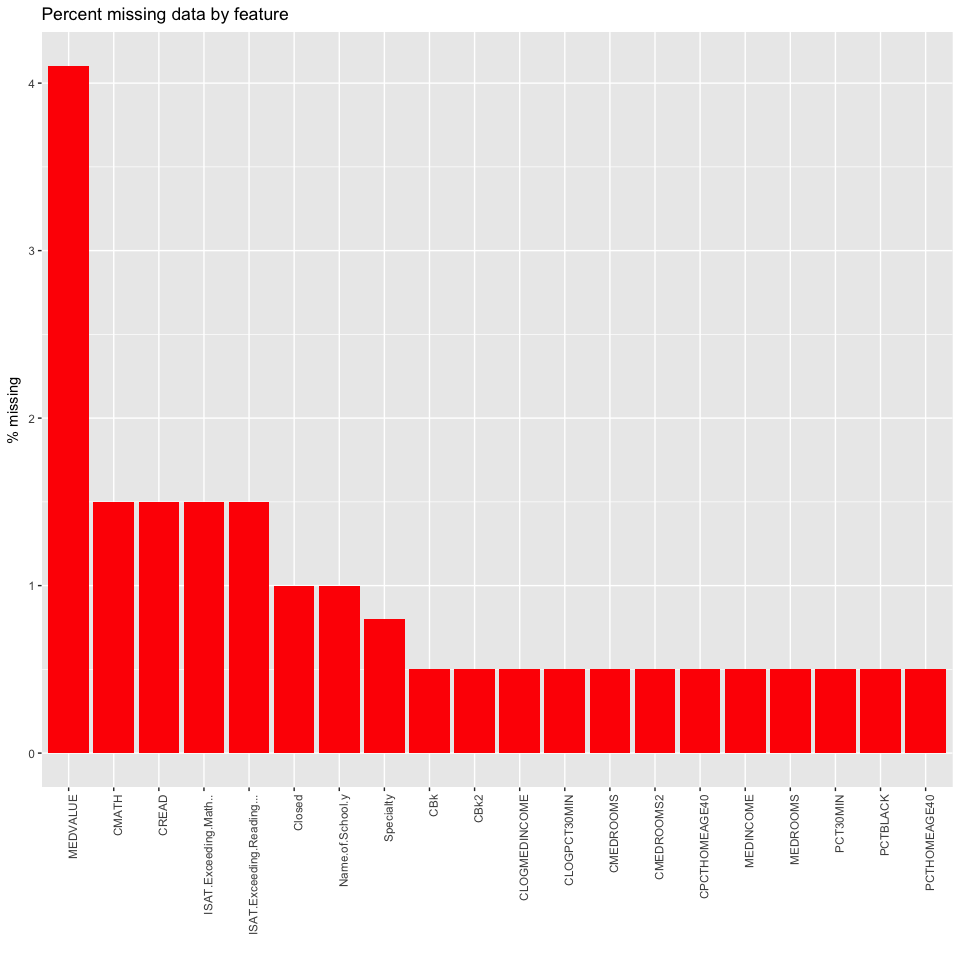 Percent missing data by feature
% missing
4
3
2
1
0
MEDVALUE
CMATH
CREAD
ISAT.Exceeding.Math..
ISAT.Exceeding.Reading...
Closed
Name.of.School.y
Specialty
CBk
CBk2
CLOGMEDINCOME
CLOGPCT30MIN
CMEDROOMS
CMEDROOMS2
CPCTHOMEAGE40
MEDINCOME
MEDROOMS
PCT30MIN
PCTBLACK
PCTHOMEAGE40